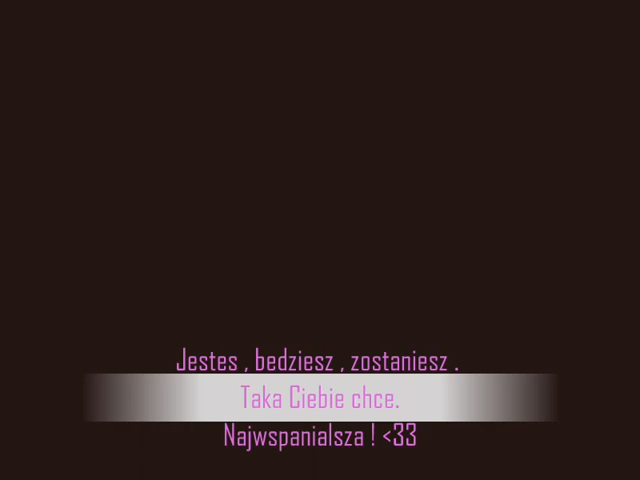 Jestes , bedziesz , zostaniesz .
Taka Ciebie chce.
Najwspanialsza ! <33